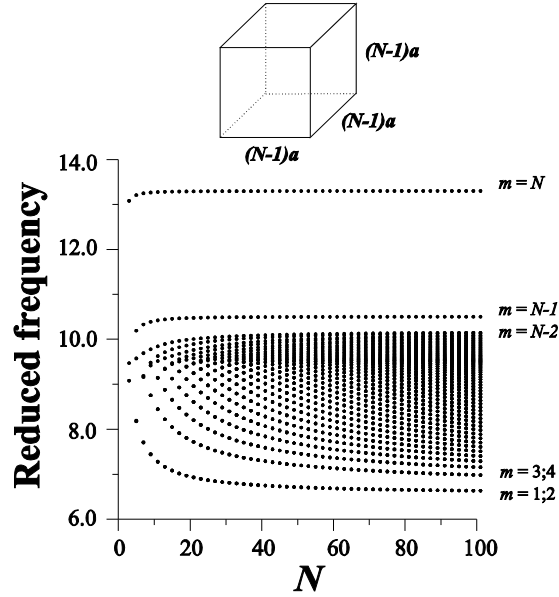 (N-1)a
(N-1)a
(N-1)a
14.0
12.0
10.0
8.0
6.0
Reduced frequency
m = N
m = N-1
m = N-2
m = 3;4
m = 1;2
0 20 40 60 80 100
N